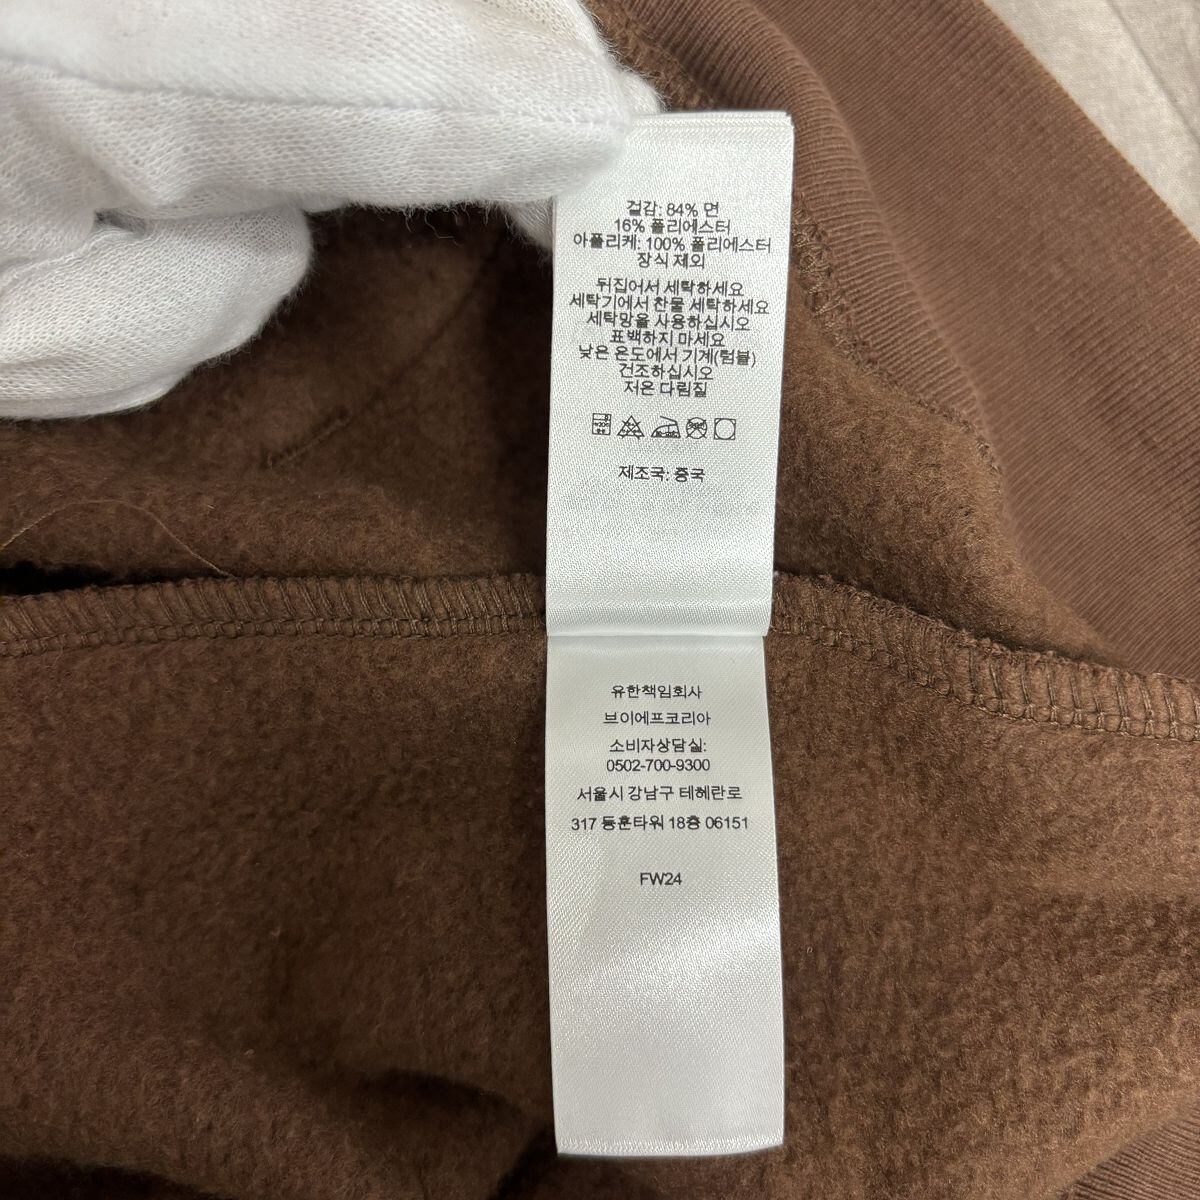 걸감: 84% 면
16% 폴리에스터
아플리케: 100% 폴리에스터
장식 제외
뒤집어서 세탁하세요
세탁기에서 찬물 세탁하세요
세탁망을 사용하십시오
표백하지 마세요
낮은 온도에서 기계(텀블)
건조하십시오
저온 다림질
제조국: 중국
유한책임회사
브이에프코리아
소비자상담실:
0502-700-9300
서울시 강남구 테헤란로
317 동훈타워 18층 06151
FW24